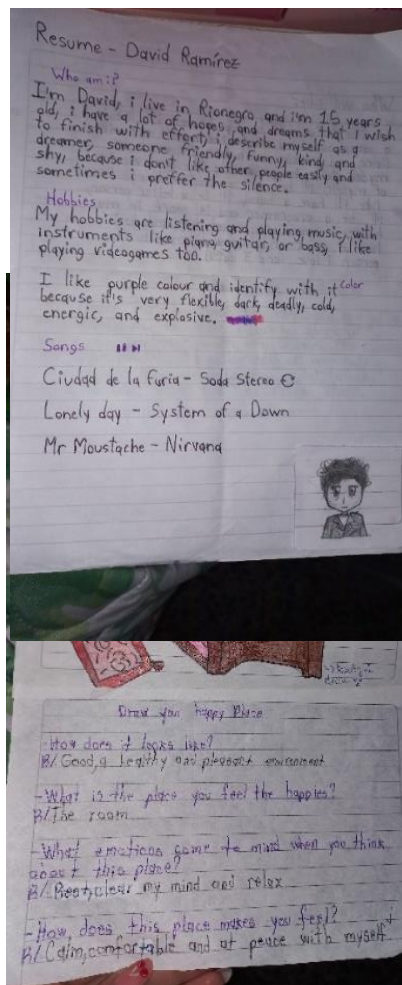 Resume - David Ramírez
Who am i?
I'm David, i live in Rionegro and i'm 15 years
old, i have a lot of hopes and dreams that I wish
to finish with effort, i describe myself as a
dreamer, someone friendly, funny, kind and
shy, because i don't like other people easily and
sometimes i preffer the silence.
Hobbies
My hobbies are listening and playing music, with
instruments like piano, guitar, or bass, i like
playing videogames too.
I like purple colour and identify with it color
because it's very flexible, dark, deadly, cold,
energic, and explosive.
Songs
Ciudad de la furia - Soda Stereo
Lonely day - System of a Down
Mr Moustache - Nirvana
Draw your happy Place
-How does it looks like?
R/ Good, a healthy and pleasact environment
-What is the place you feel the happies?
R/ The room
-What emotions come to mind when you think
about this place?
R/ Rest, clear my mind and relax
-How does this place makes you feel?
R/ Calm, comfortable and at peace with myself